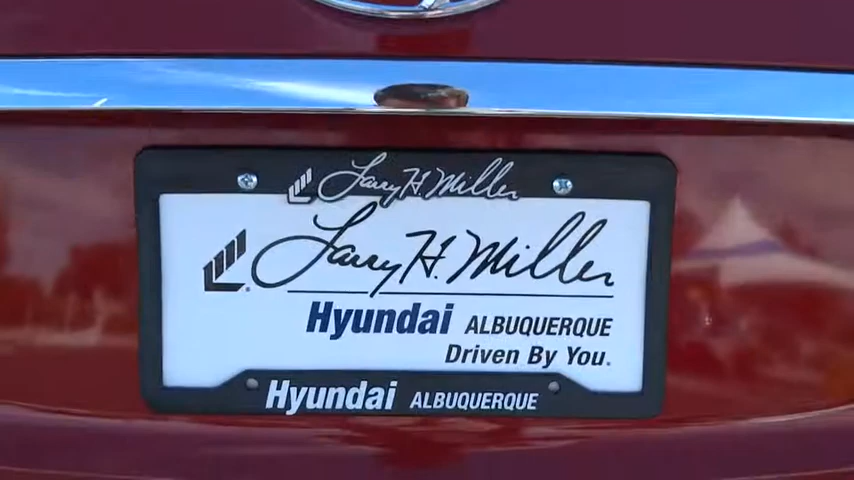 Larry H. Miller
Larry H. Miller
Hyundai ALBUQUERQUE
Driven By You.
Hyundai ALBUQUERQUE